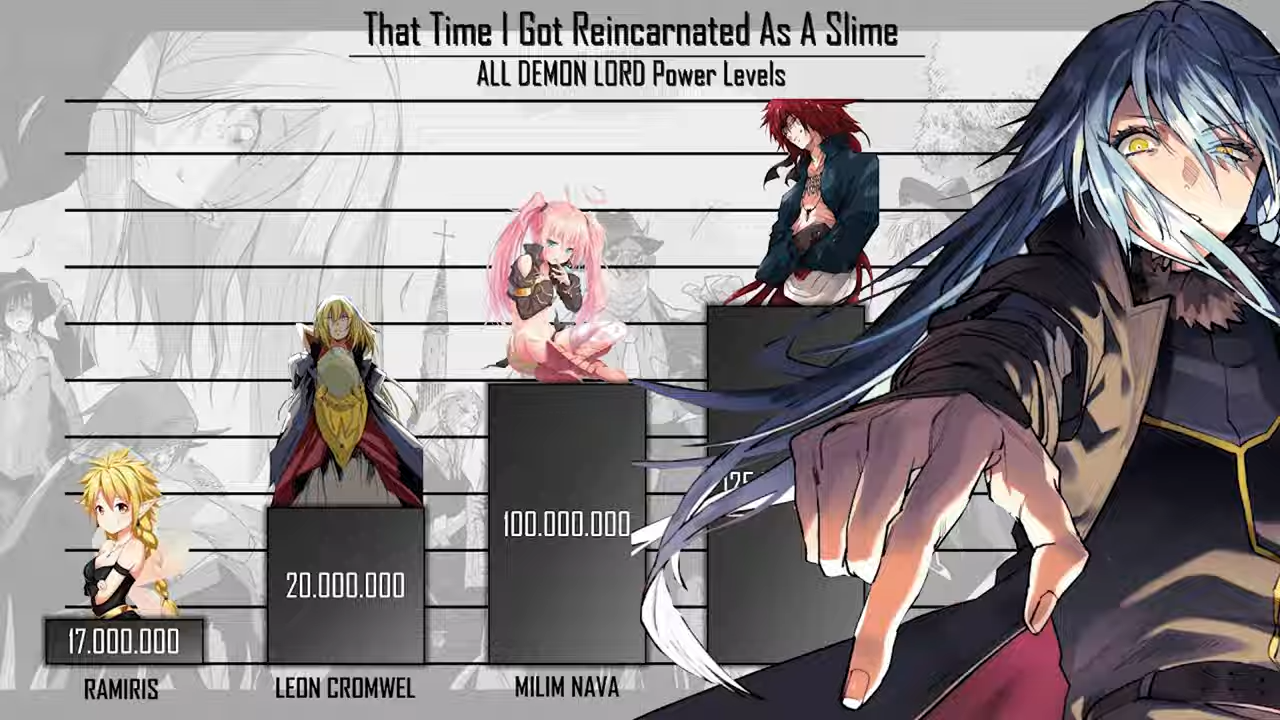 That Time I Got Reincarnated As A Slime
ALL DEMON LORD Power Levels
125
100.000.000
20.000.000
17.000.000
RAMIRIS
LEON CROMWEL
MILIM NAVA